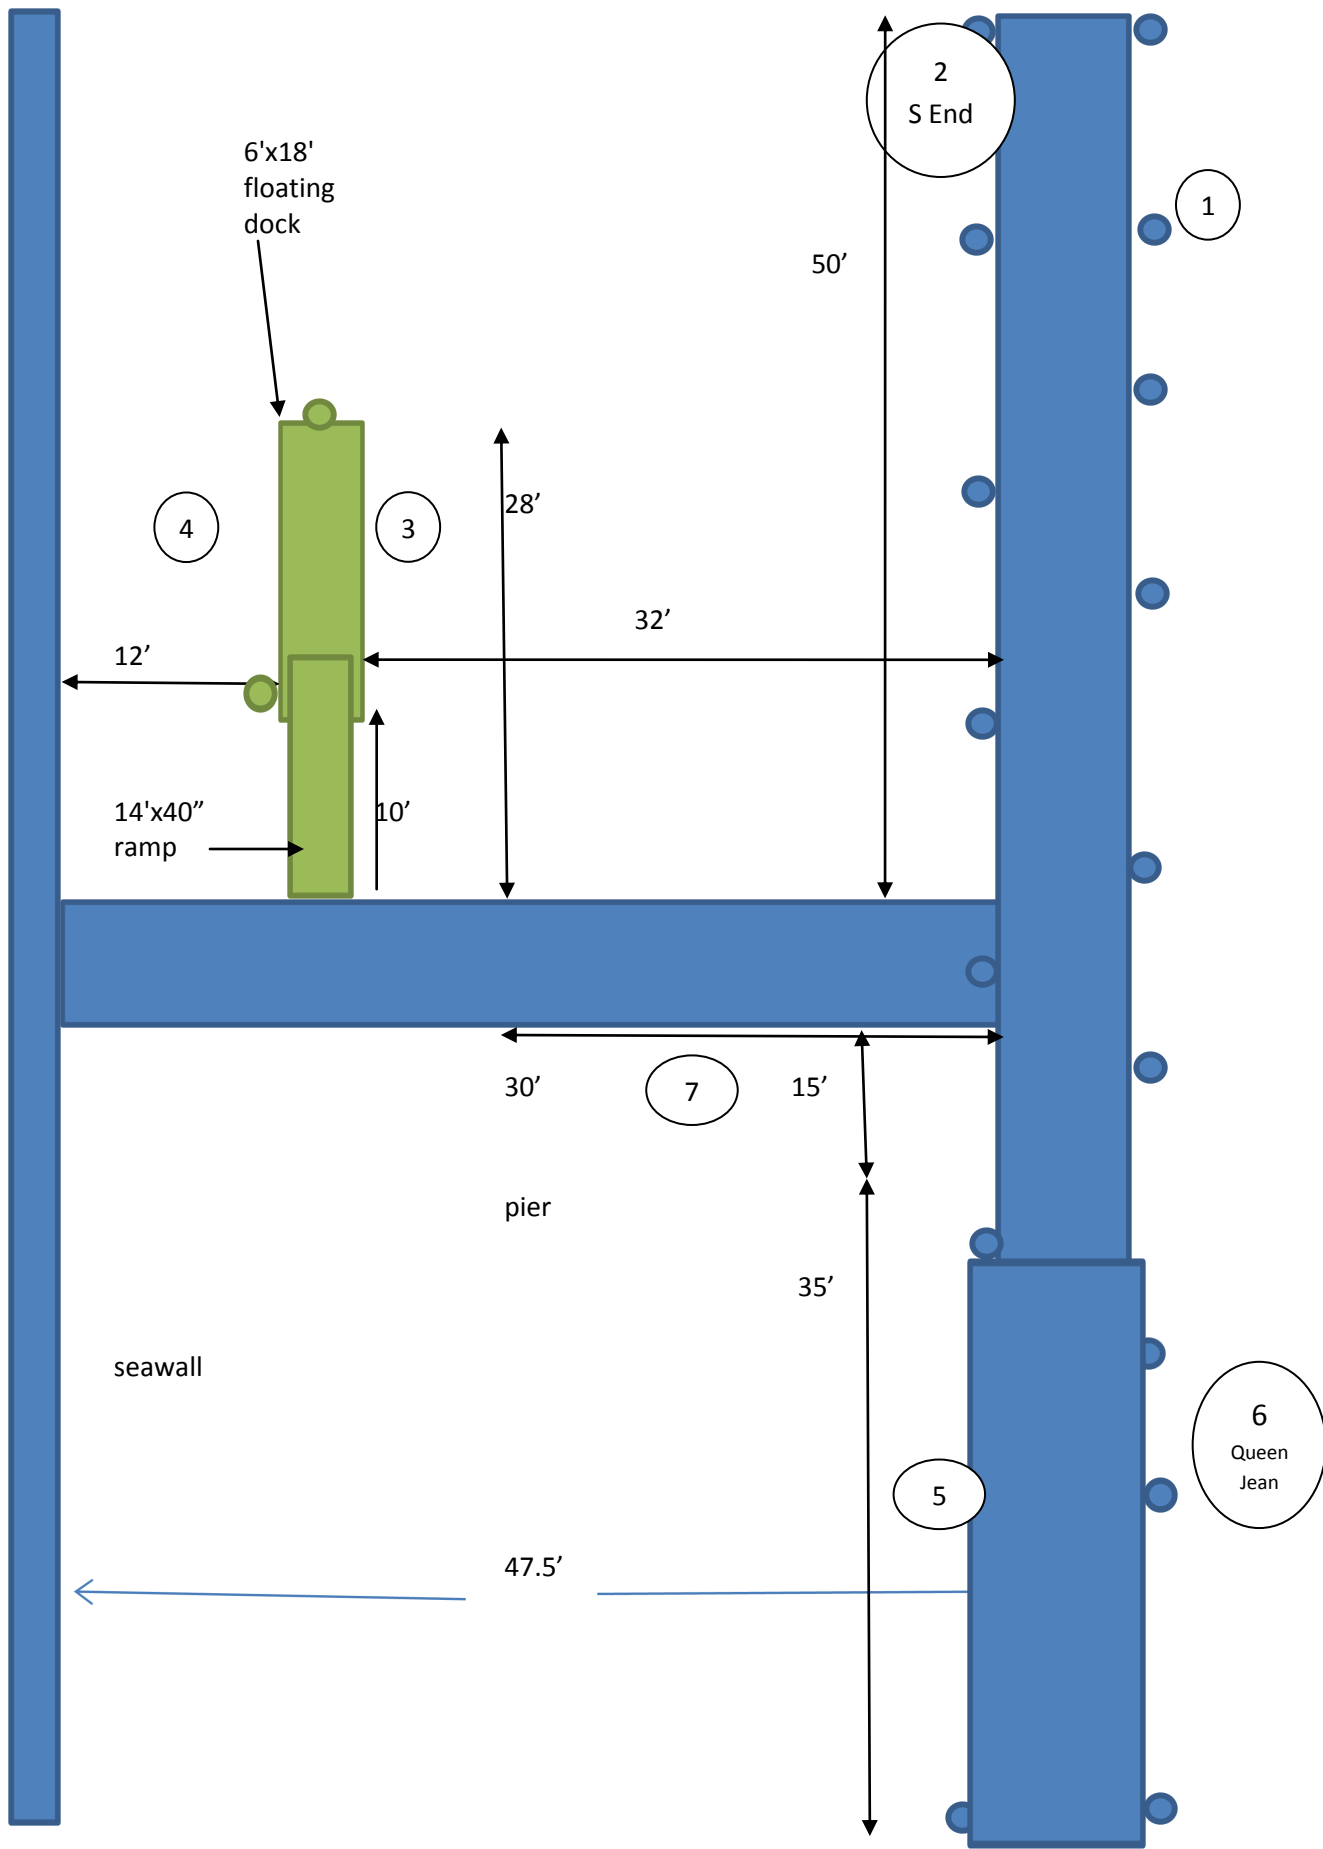 2
S End
6'x18'
floating
dock
1
50’
28’
4
3
32’
12’
14'x40”
ramp
10’
30’
7
15’
pier
35’
seawall
6
Queen
Jean
5
47.5’